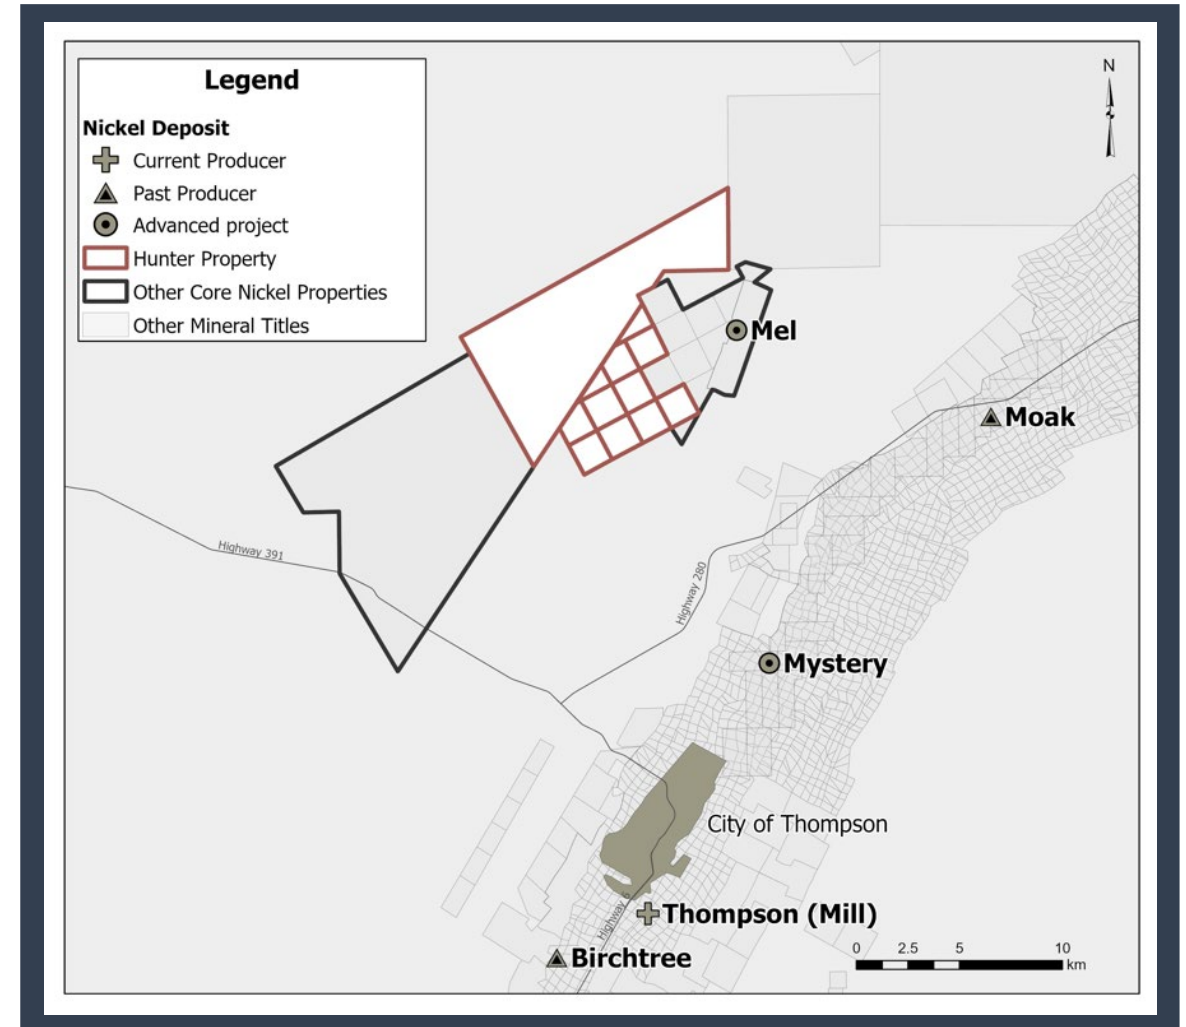 Legend
Nickel Deposit
Current Producer
Past Producer
Advanced project
Hunter Property
Other Core Nickel Properties
Other Mineral Titles
N
Mel
Moak
Highway 391
Highway 280
Mystery
City of Thompson
Highway 6
Thompson (Mill)
Birchtree
0 2.5 5 10
km